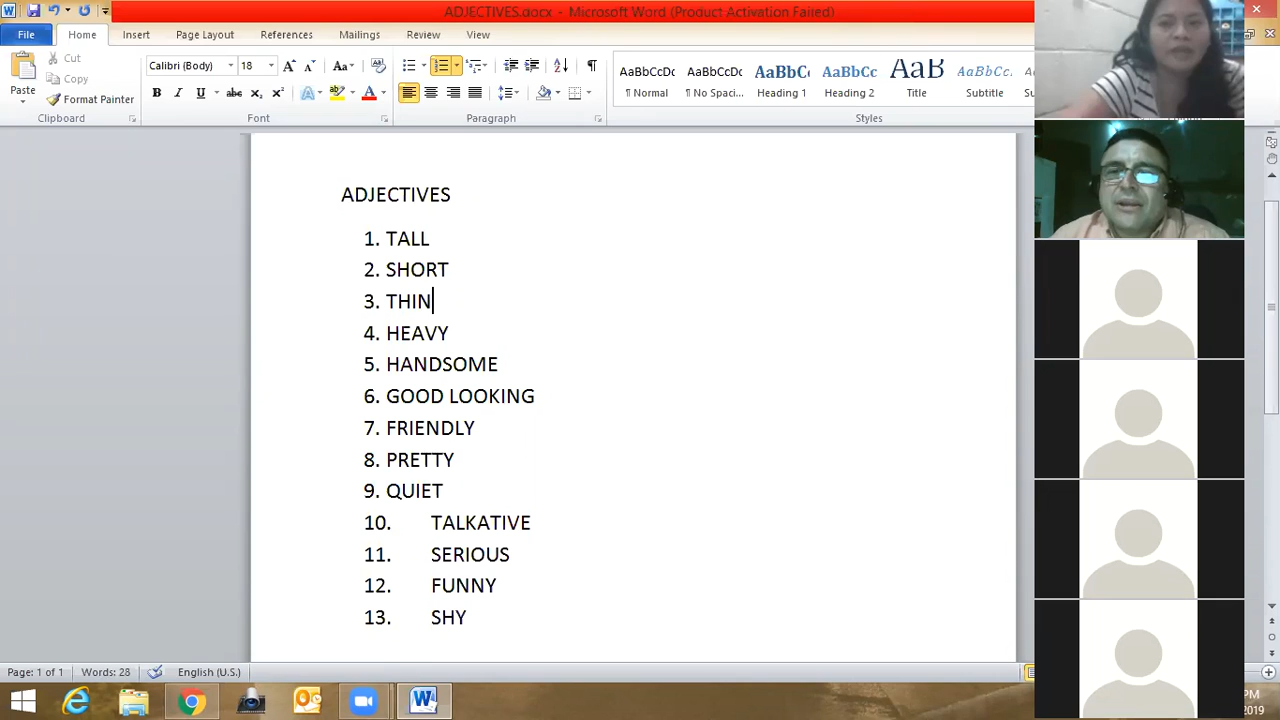 ADJECTIVES.docx - Microsoft Word (Product Activation Failed)
File Home Insert Page Layout References Mailings Review View
Cut
Copy
Paste
Format Painter
Calibri (Body) 18
AaBbCcDc AaBbCcDc AaBbC AaBbCc AaB AaBbCcDc
¶ Normal ¶ No Spaci... Heading 1 Heading 2 Title Subtitle
Clipboard Font Paragraph Styles
ADJECTIVES
1. TALL
2. SHORT
3. THIN
4. HEAVY
5. HANDSOME
6. GOOD LOOKING
7. FRIENDLY
8. PRETTY
9. QUIET
10. TALKATIVE
11. SERIOUS
12. FUNNY
13. SHY
Page: 1 of 1 Words: 28 English (U.S.)
PM
2019